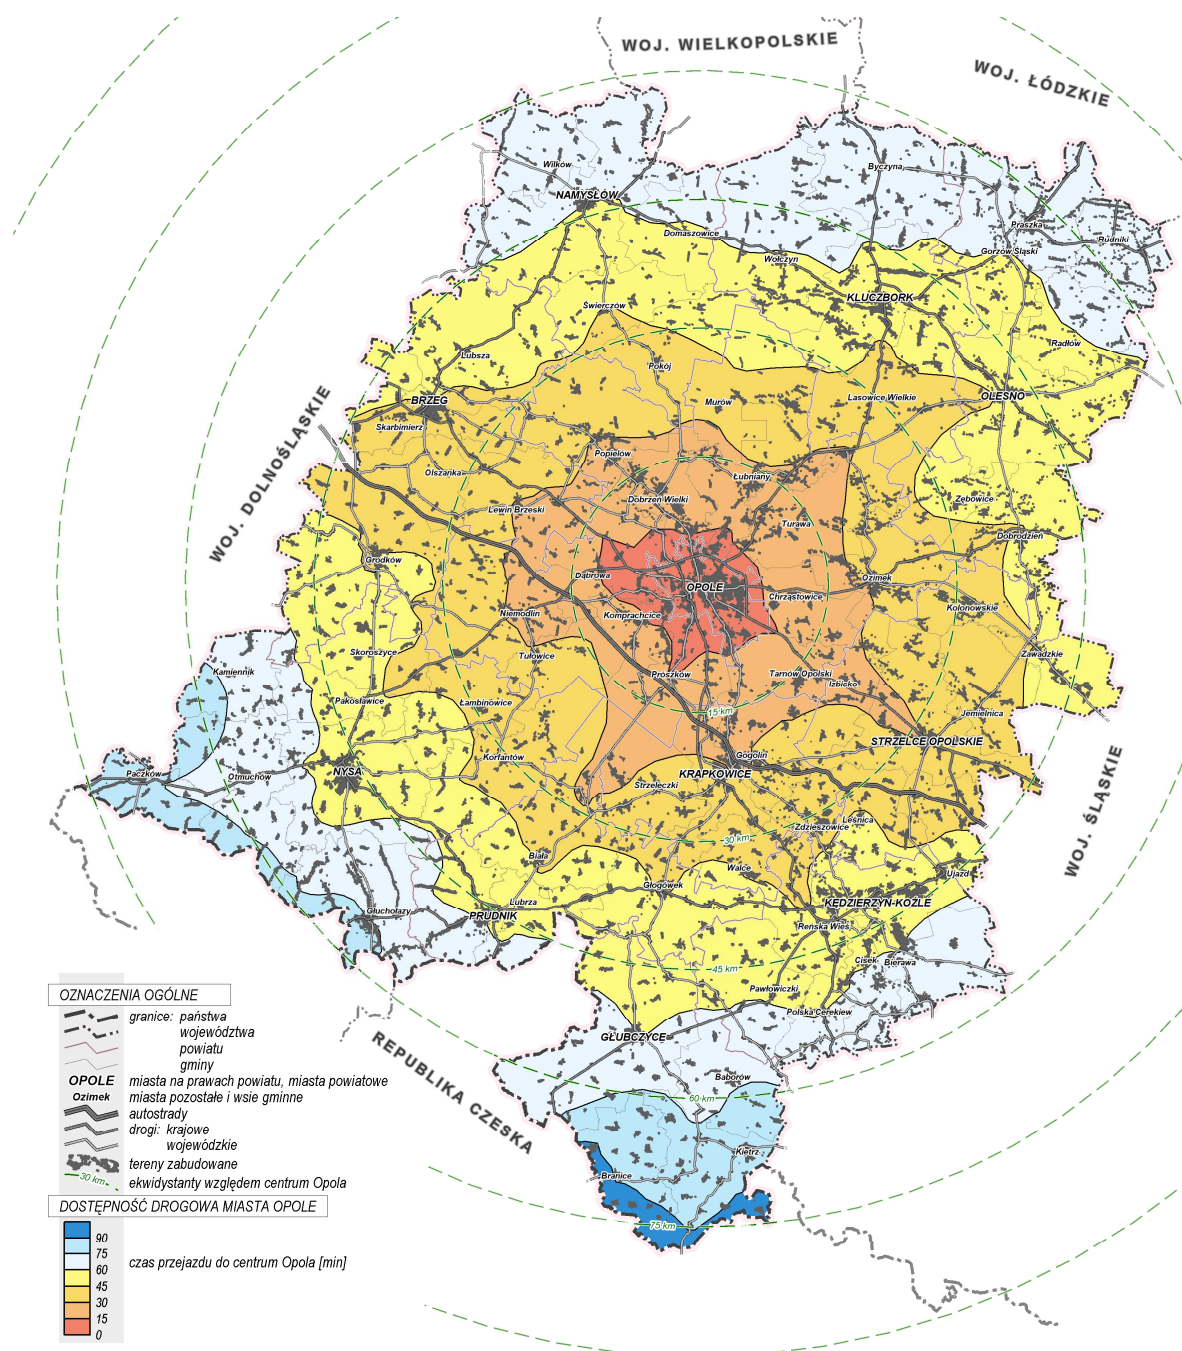 WOJ. WIELKOPOLSKIE
WOJ. ŁÓDZKIE
Wilków
Byczyna
NAMYSŁÓW
Praszka
Domaszowice
Rudniki
Gorzów Śląski
Wołczyn
KLUCZBORK
Świerczów
Radłów
Lubsza
Pokój
OLESNO
BRZEG
Murów
Lasowice Wielkie
Skarbimierz
WOJ. DOLNOŚLĄSKIE
Popielów
Olszanka
Łubniany
Zębowice
Dobrzeń Wielki
Lewin Brzeski
Turawa
Dobrodzień
Grodków
Dąbrowa
OPOLE
Ozimek
Chrząstowice
Kolonowskie
Niemodlin
Komprachcice
Skoroszyce
Tułowice
Zawadzkie
Kamiennik
Prószków
Tarnów Opolski
Izbicko
Pakosławice
Łambinowice
15 km
Jemielnica
STRZELCE OPOLSKIE
Korfantów
Gogolin
NYSA
Paczków
Otmuchów
KRAPKOWICE
Strzeleczki
WOJ. ŚLĄSKIE
Leśnica
Zdzieszowice
30 km
Biała
Walce
Ujazd
Głogówek
Lubrza
KĘDZIERZYN-KOŹLE
Głuchołazy
PRUDNIK
Reńska Wieś
Cisek
Bierawa
45 km
Pawłowiczki
Polska Cerekiew
GŁUBCZYCE
REPUBLIKA CZESKA
Baborów
60 km
Kietrz
Branice
75 km
OZNACZENIA OGÓLNE
granice: państwa
województwa
powiatu
gminy
OPOLE miasta na prawach powiatu, miasta powiatowe
Ozimek miasta pozostałe i wsie gminne
autostrady
drogi: krajowe
wojewódzkie
tereny zabudowane
30 km ekwidystanty względem centrum Opola
DOSTĘPNOŚĆ DROGOWA MIASTA OPOLE
90
75
czas przejazdu do centrum Opola [min]
60
45
30
15
0